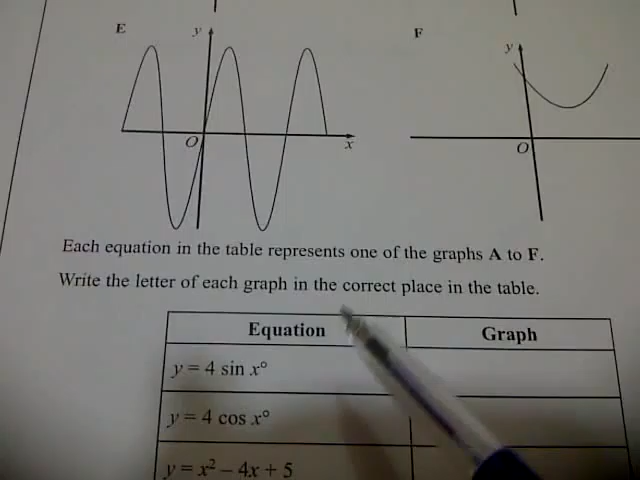 E
F
y
y
O
x
O
Each equation in the table represents one of the graphs A to F.
Write the letter of each graph in the correct place in the table.
Equation Graph
y = 4 sin x°
y = 4 cos x°
y = x² – 4x + 5